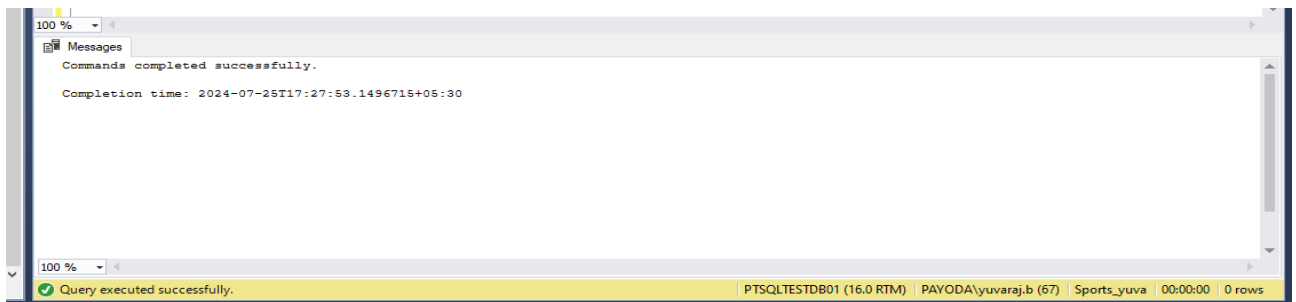 100 %
Messages
Commands completed successfully.
Completion time: 2024-07-25T17:27:53.1496715+05:30
100 %
Query executed successfully. PTSQLTESTDB01 (16.0 RTM) PAYODA\yuvaraj.b (67) Sports_yuva 00:00:00 0 rows